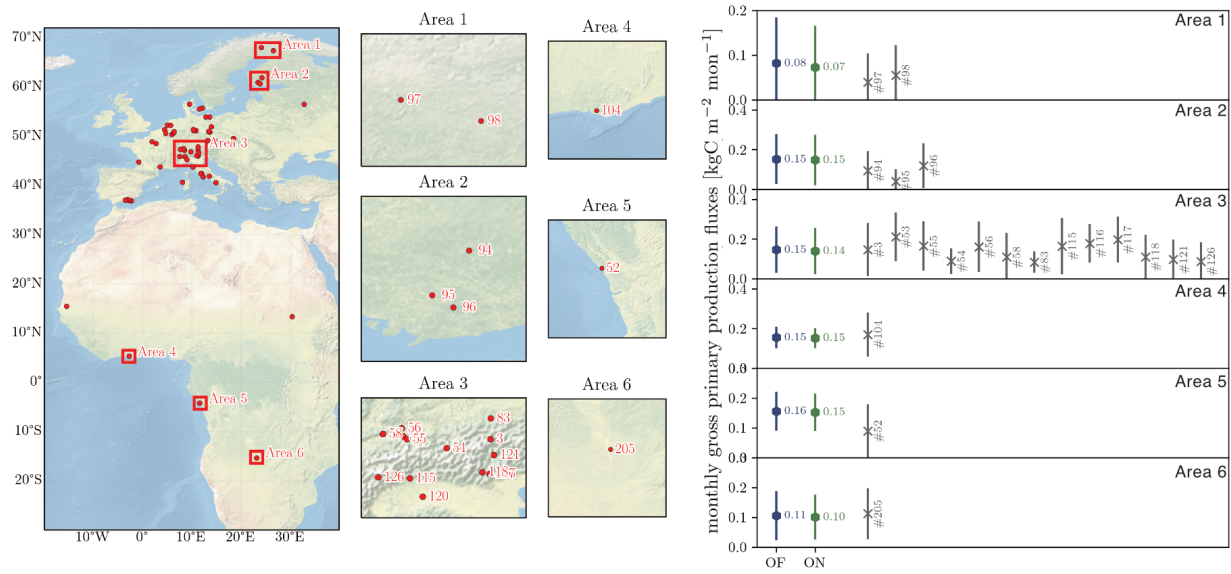 70°N
60°N
50°N
40°N
30°N
20°N
10°N
0°
10°S
20°S
10°W 0° 10°E 20°E 30°E
Area 1
Area 2
Area 3
Area 4
Area 5
Area 6
Area 1
97
98
Area 2
94
95
96
Area 3
83
56
58
55
3
54
121
126
115
118
7
120
Area 4
104
Area 5
52
Area 6
205
monthly gross primary production fluxes [kgC m⁻² mon⁻¹]
Area 1
0.2
0.1
0.0
0.08
0.07
#97
#98
Area 2
0.4
0.2
0.0
0.15
0.15
#94
#95
#96
Area 3
0.4
0.2
0.0
0.15
0.14
#3
#53
#55
#54
#56
#58
#83
#115
#116
#117
#118
#121
#126
Area 4
0.4
0.2
0.15
0.15
#104
Area 5
0.2
0.1
0.16
0.15
#52
Area 6
0.2
0.1
0.0
0.11
0.10
#205
OF ON